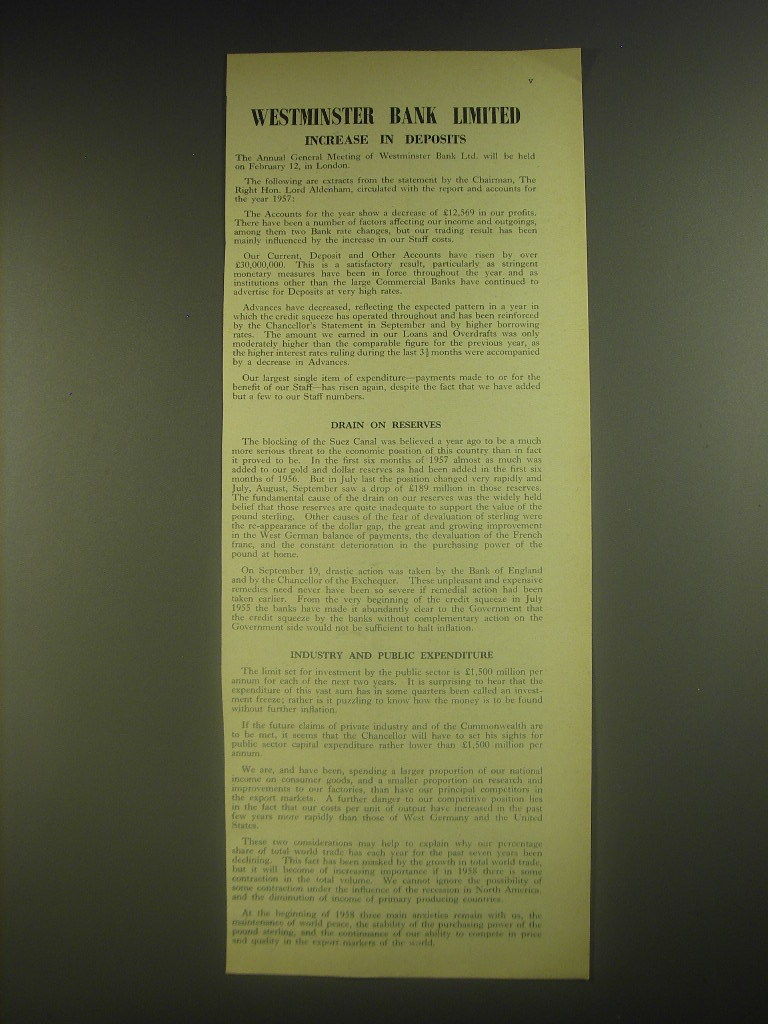 v
WESTMINSTER BANK LIMITED
INCREASE IN DEPOSITS
The Annual General Meeting of Westminster Bank Ltd. will be held
on February 12, in London.
The following are extracts from the statement by the Chairman, The
Right Hon. Lord Aldenham, circulated with the report and accounts for
the year 1957:
The Accounts for the year show a decrease of £12,569 in our profits.
There have been a number of factors affecting our income and outgoings,
among them two Bank rate changes, but our trading result has been
mainly influenced by the increase in our Staff costs.
Our Current, Deposit and Other Accounts have risen by over
£30,000,000. This is a satisfactory result, particularly as stringent
monetary measures have been in force throughout the year and as
institutions other than the large Commercial Banks have continued to
advertise for Deposits at very high rates.
Advances have decreased, reflecting the expected pattern in a year in
which the credit squeeze has operated throughout and has been reinforced
by the Chancellor's Statement in September and by higher borrowing
rates. The amount we earned in our Loans and Overdrafts was only
moderately higher than the comparable figure for the previous year, as
the higher interest rates ruling during the last 3½ months were accompanied
by a decrease in Advances.
Our largest single item of expenditure—payments made to or for the
benefit of our Staff—has risen again, despite the fact that we have added
but a few to our Staff numbers.
DRAIN ON RESERVES
The blocking of the Suez Canal was believed a year ago to be a much
more serious threat to the economic position of this country than in fact
it proved to be. In the first six months of 1957 almost as much was
added to our gold and dollar reserves as had been added in the first six
months of 1956. But in July last the position changed very rapidly and
July, August, September saw a drop of £189 million in those reserves.
The fundamental cause of the drain on our reserves was the widely held
belief that those reserves are quite inadequate to support the value of the
pound sterling. Other causes of the fear of devaluation of sterling were
the re-appearance of the dollar gap, the great and growing improvement
in the West German balance of payments, the devaluation of the French
franc, and the constant deterioration in the purchasing power of the
pound at home.
On September 19, drastic action was taken by the Bank of England
and by the Chancellor of the Exchequer. These unpleasant and expensive
remedies need never have been so severe if remedial action had been
taken earlier. From the very beginning of the credit squeeze in July
1955 the banks have made it abundantly clear to the Government that
the credit squeeze by the banks without complementary action on the
Government side would not be sufficient to halt inflation.
INDUSTRY AND PUBLIC EXPENDITURE
The limit set for investment by the public sector is £1,500 million per
annum for each of the next two years. It is surprising to hear that the
expenditure of this vast sum has in some quarters been called an invest-
ment freeze; rather is it puzzling to know how the money is to be found
without further inflation.
If the future claims of private industry and of the Commonwealth are
to be met, it seems that the Chancellor will have to set his sights for
public sector capital expenditure rather lower than £1,500 million per
annum.
We are, and have been, spending a larger proportion of our national
income on consumer goods, and a smaller proportion on research and
improvements to our factories, than have our principal competitors in
the export markets. A further danger to our competitive position lies
in the fact that our costs per unit of output have increased in the past
few years more rapidly than those of West Germany and the United
States.
These two considerations may help to explain why our percentage
share of total world trade has each year for the past seven years been
declining. This fact has been masked by the growth in total world trade,
but it will become of increasing importance if in 1958 there is some
contraction in the total volume. We cannot ignore the possibility of
some contraction under the influence of the recession in North America
and the diminution of income of primary producing countries.
At the beginning of 1958 three main anxieties remain with us, the
maintenance of world peace, the stability of the purchasing power of the
pound sterling, and the continuance of our ability to compete in price
and quality in the export markets of the world.